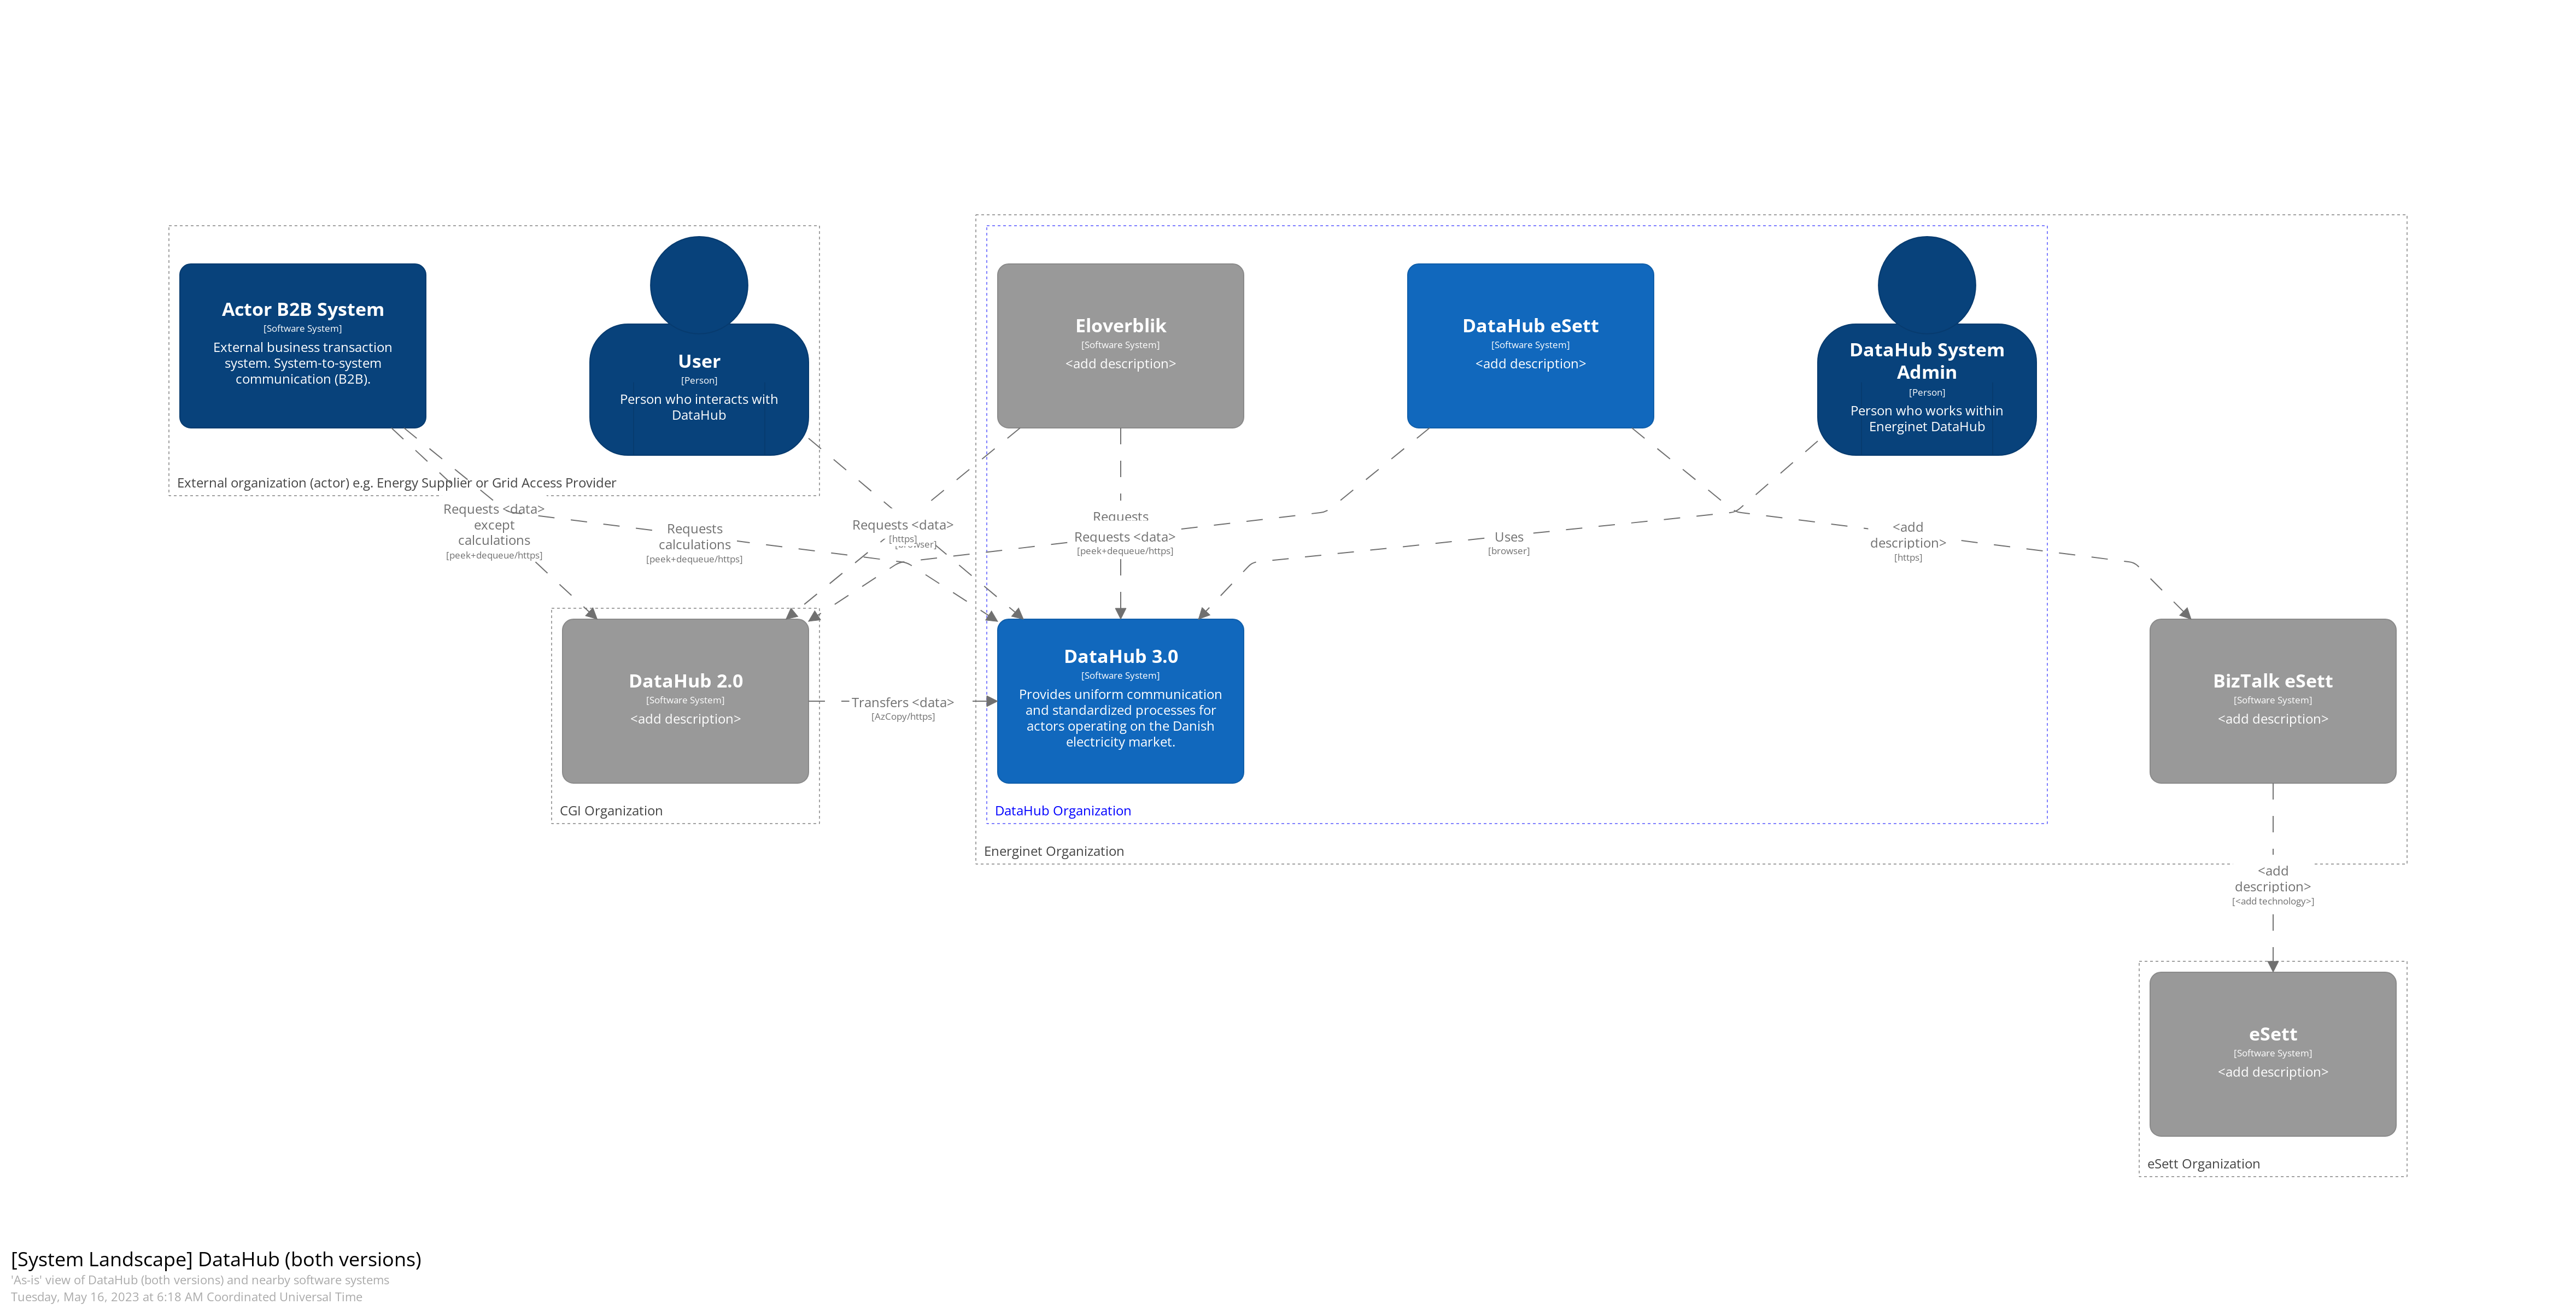 Actor B2B System
[Software System]
External business transaction
system. System-to-system
communication (B2B).
User
[Person]
Person who interacts with
DataHub
External organization (actor) e.g. Energy Supplier or Grid Access Provider
Eloverblik
[Software System]
<add description>
DataHub eSett
[Software System]
<add description>
DataHub System
Admin
[Person]
Person who works within
Energinet DataHub
Requests <data>
except
calculations
[peek+dequeue/https]
Requests
calculations
[peek+dequeue/https]
Requests <data>
[https]
Requests
Requests <data>
[peek+dequeue/https]
Uses
[browser]
<add
description>
[https]
DataHub 2.0
[Software System]
<add description>
CGI Organization
Transfers <data>
[AzCopy/https]
DataHub 3.0
[Software System]
Provides uniform communication
and standardized processes for
actors operating on the Danish
electricity market.
DataHub Organization
Energinet Organization
BizTalk eSett
[Software System]
<add description>
<add
description>
[<add technology>]
eSett
[Software System]
<add description>
eSett Organization
[System Landscape] DataHub (both versions)
'As-is' view of DataHub (both versions) and nearby software systems
Tuesday, May 16, 2023 at 6:18 AM Coordinated Universal Time